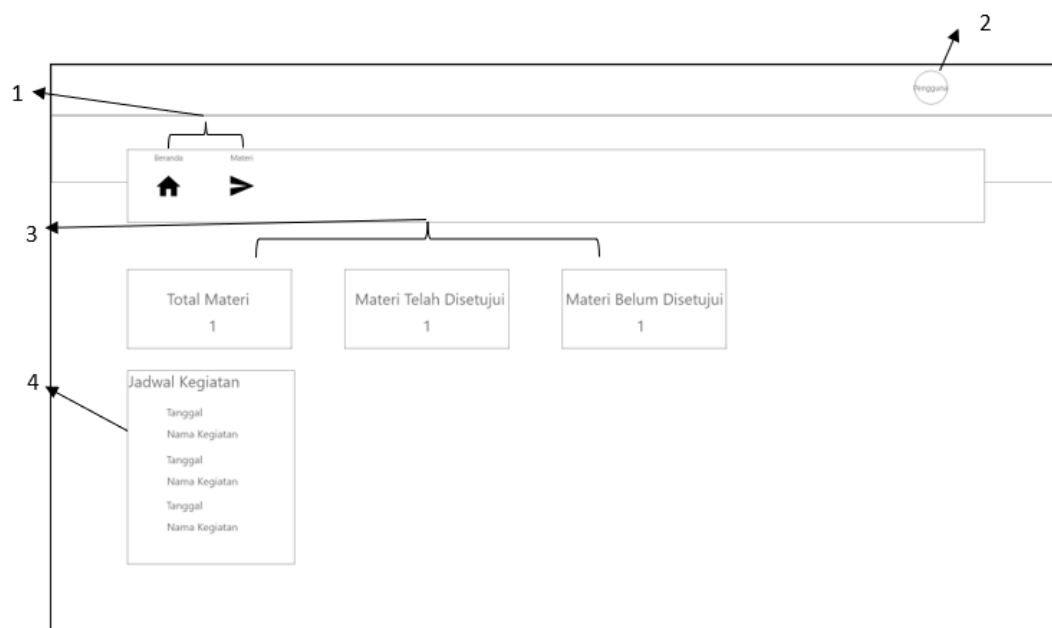 2
Pengguna
1
Beranda Materi
3
Total Materi
1
Materi Telah Disetujui
1
Materi Belum Disetujui
1
4
Jadwal Kegiatan
Tanggal
Nama Kegiatan
Tanggal
Nama Kegiatan
Tanggal
Nama Kegiatan